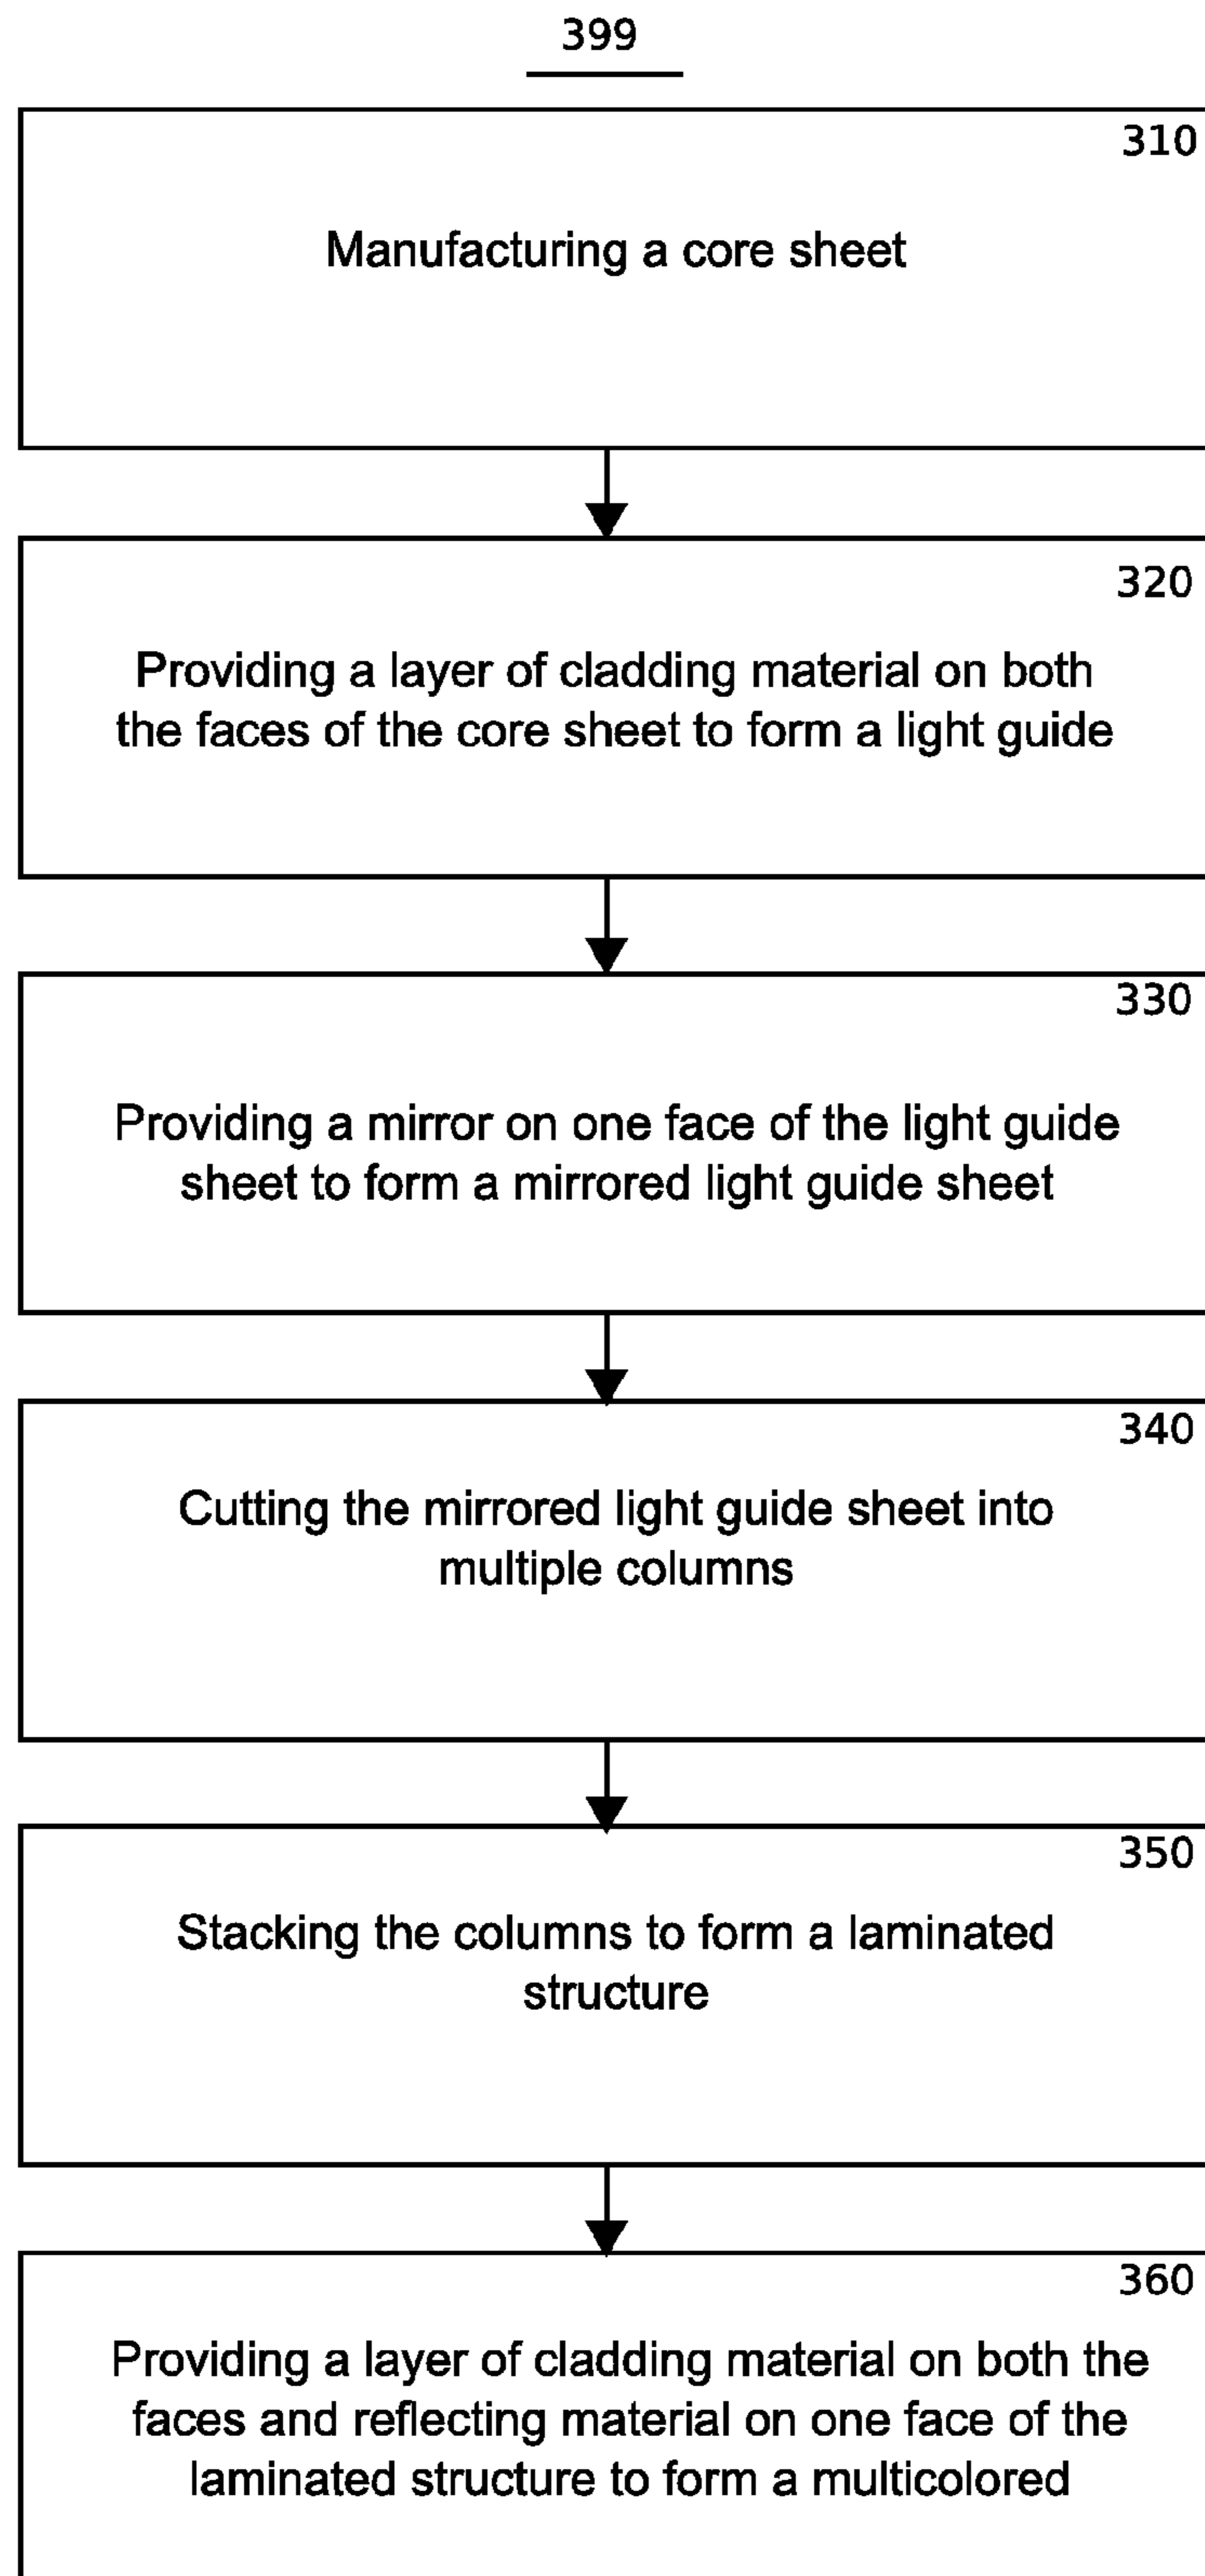 399
310
Manufacturing a core sheet
320
Providing a layer of cladding material on both
the faces of the core sheet to form a light guide
330
Providing a mirror on one face of the light guide
sheet to form a mirrored light guide sheet
340
Cutting the mirrored light guide sheet into
multiple columns
350
Stacking the columns to form a laminated
structure
360
Providing a layer of cladding material on both the
faces and reflecting material on one face of the
laminated structure to form a multicolored